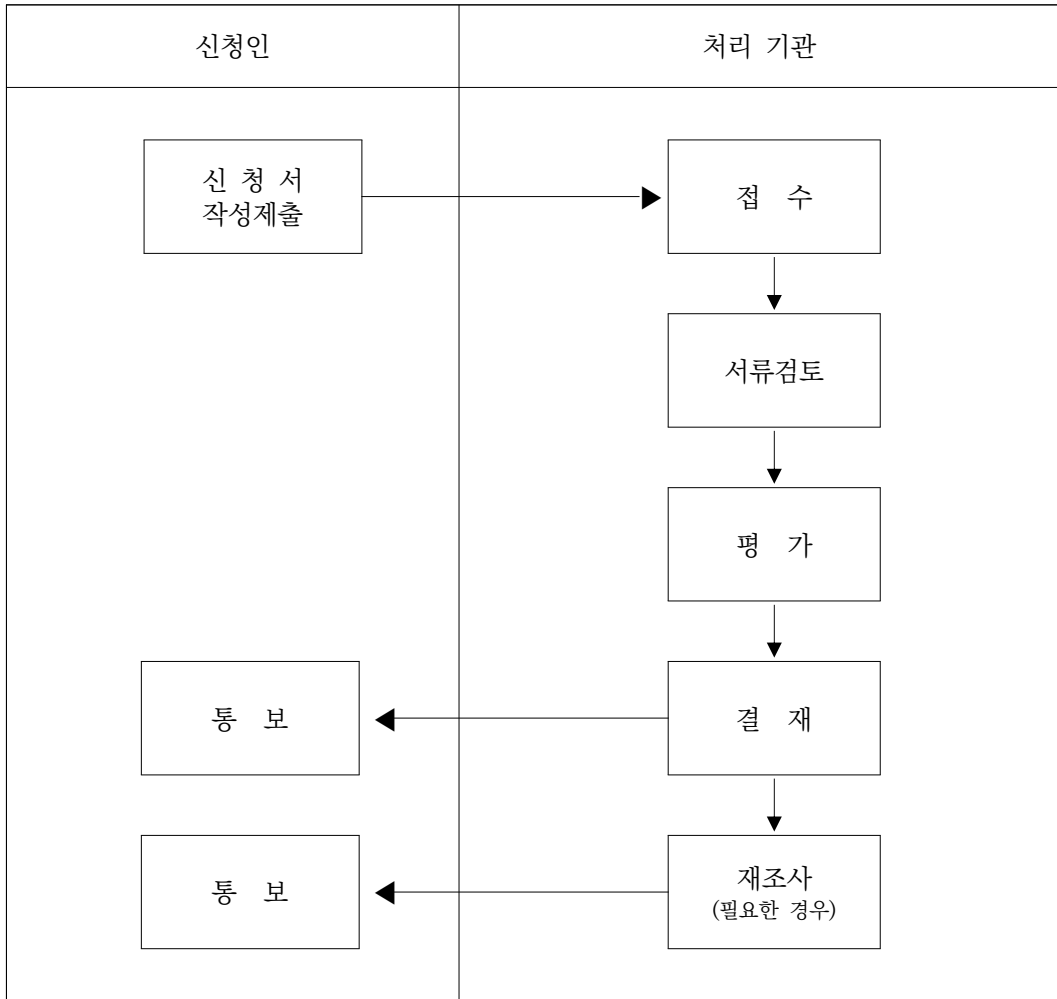 신청인
처리 기관
신 청 서
작성제출
접 수
서류검토
평 가
통 보
결 재
통 보
재조사
(필요한 경우)